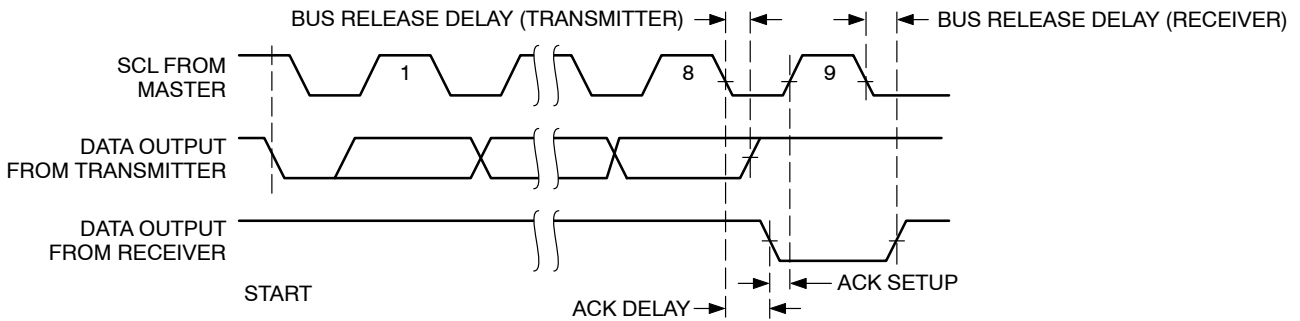 BUS RELEASE DELAY (TRANSMITTER)
BUS RELEASE DELAY (RECEIVER)
SCL FROM
MASTER
1
8
9
DATA OUTPUT
FROM TRANSMITTER
DATA OUTPUT
FROM RECEIVER
START
ACK SETUP
ACK DELAY